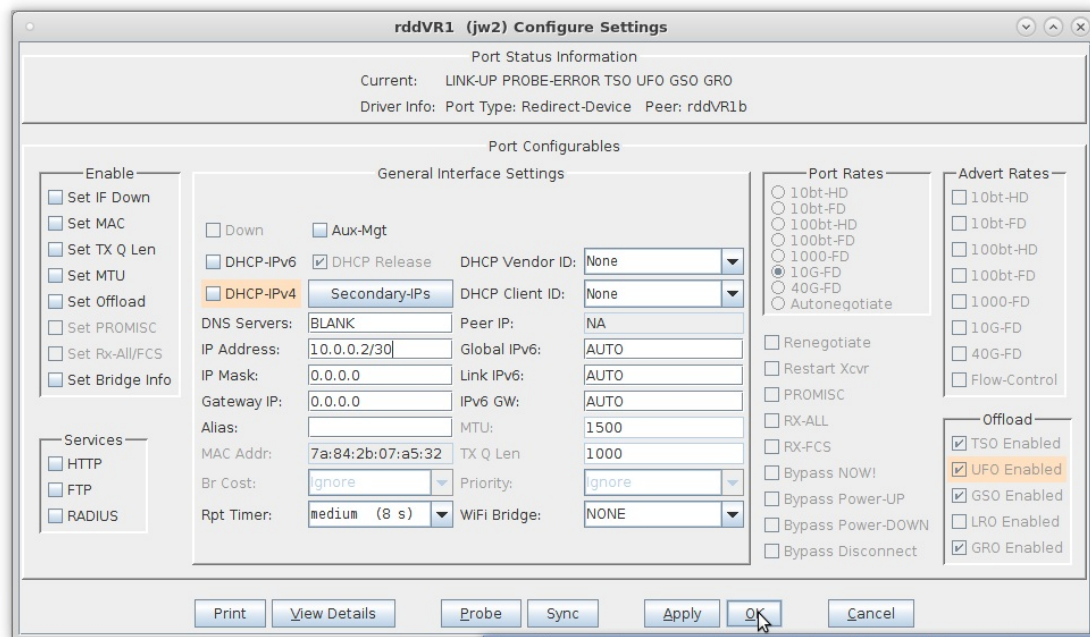 rddVR1 (jw2) Configure Settings
Port Status Information
Current: LINK-UP PROBE-ERROR TSO UFO GSO GRO
Driver Info: Port Type: Redirect-Device Peer: rddVR1b
Port Configurables
Enable
Set IF Down
Set MAC
Set TX Q Len
Set MTU
Set Offload
Set PROMISC
Set Rx-All/FCS
Set Bridge Info
Services
HTTP
FTP
RADIUS
General Interface Settings
Down Aux-Mgt
DHCP-IPv6 DHCP Release DHCP Vendor ID: None
DHCP-IPv4 Secondary-IPs DHCP Client ID: None
DNS Servers: BLANK Peer IP: NA
IP Address: 10.0.0.2/30 Global IPv6: AUTO
IP Mask: 0.0.0.0 Link IPv6: AUTO
Gateway IP: 0.0.0.0 IPv6 GW: AUTO
Alias: MTU: 1500
MAC Addr: 7a:84:2b:07:a5:32 TX Q Len 1000
Br Cost: Ignore Priority: Ignore
Rpt Timer: medium (8 s) WiFi Bridge: NONE
Port Rates
10bt-HD
10bt-FD
100bt-HD
100bt-FD
1000-FD
10G-FD
40G-FD
Autonegotiate
Renegotiate
Restart Xcvr
PROMISC
RX-ALL
RX-FCS
Bypass NOW!
Bypass Power-UP
Bypass Power-DOWN
Bypass Disconnect
Advert Rates
10bt-HD
10bt-FD
100bt-HD
100bt-FD
1000-FD
10G-FD
40G-FD
Flow-Control
Offload
TSO Enabled
UFO Enabled
GSO Enabled
LRO Enabled
GRO Enabled
Print View Details Probe Sync Apply OK Cancel